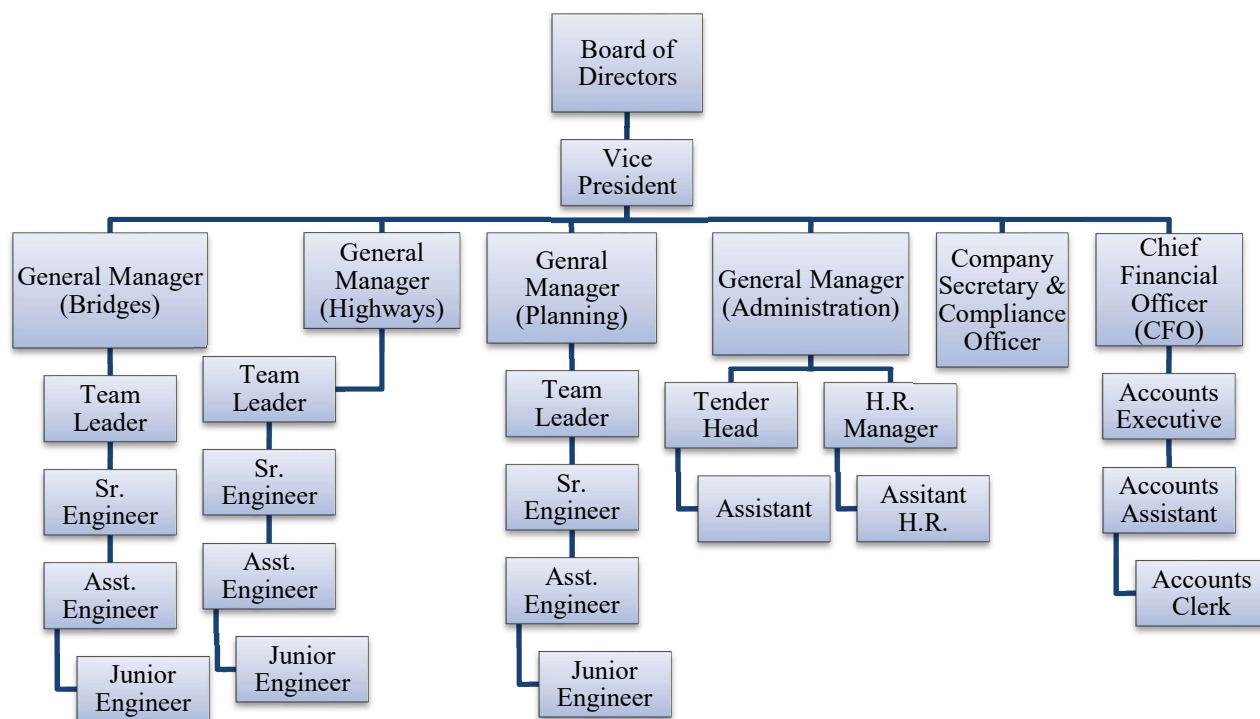 Board of
Directors
Vice
President
General Manager
(Bridges)
Team
Leader
Sr.
Engineer
Asst.
Engineer
Junior
Engineer
General
Manager
(Highways)
Team
Leader
Sr.
Engineer
Asst.
Engineer
Junior
Engineer
Genral
Manager
(Planning)
Team
Leader
Sr.
Engineer
Asst.
Engineer
Junior
Engineer
General Manager
(Administration)
Tender
Head
Assistant
H.R.
Manager
Assitant
H.R.
Company
Secretary &
Compliance
Officer
Chief
Financial
Officer
(CFO)
Accounts
Executive
Accounts
Assistant
Accounts
Clerk